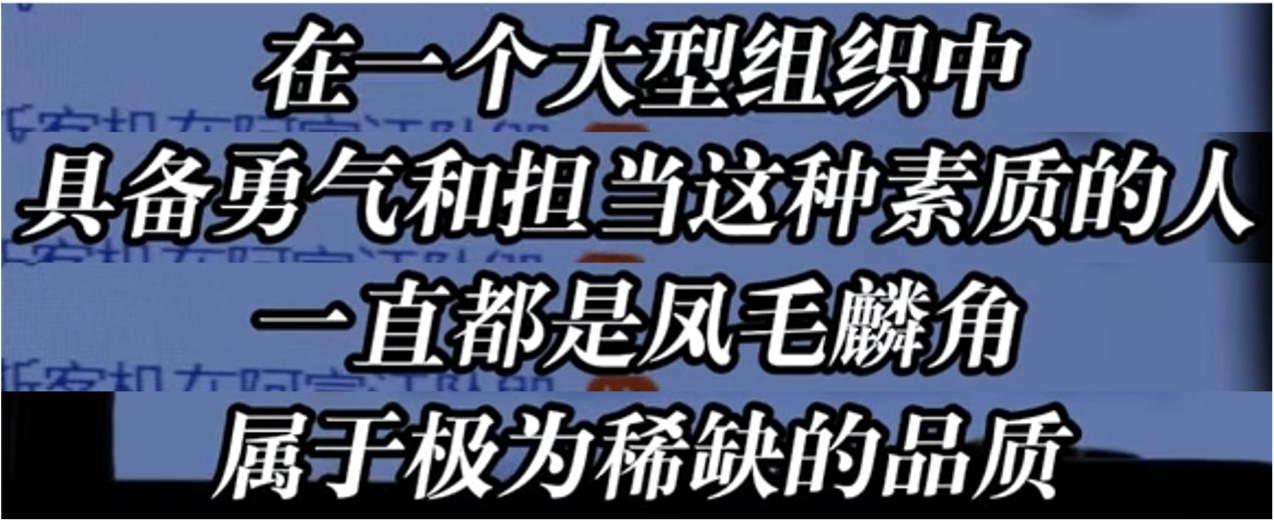 在一个大型组织中
具备勇气和担当这种素质的人
一直都是凤毛麟角
属于极为稀缺的品质